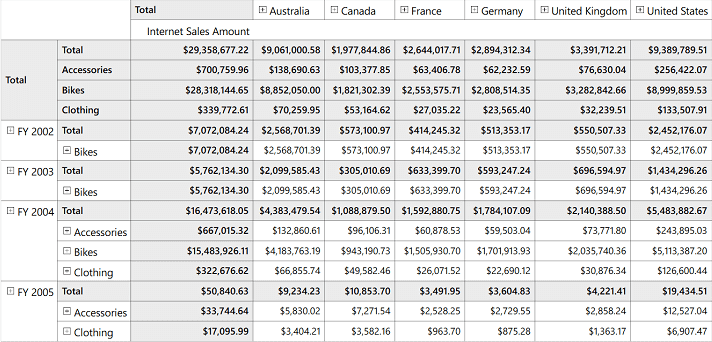 Total Australia Canada France Germany United Kingdom United States
Internet Sales Amount
Total Total $29,358,677.22 $9,061,000.58 $1,977,844.86 $2,644,017.71 $2,894,312.34 $3,391,712.21 $9,389,789.51
Accessories $700,759.96 $138,690.63 $103,377.85 $63,406.78 $62,232.59 $76,630.04 $256,422.07
Bikes $28,318,144.65 $8,852,050.00 $1,821,302.39 $2,553,575.71 $2,808,514.35 $3,282,842.66 $8,999,859.53
Clothing $339,772.61 $70,259.95 $53,164.62 $27,035.22 $23,565.40 $32,239.51 $133,507.91
FY 2002 Total $7,072,084.24 $2,568,701.39 $573,100.97 $414,245.32 $513,353.17 $550,507.33 $2,452,176.07
Bikes $7,072,084.24 $2,568,701.39 $573,100.97 $414,245.32 $513,353.17 $550,507.33 $2,452,176.07
FY 2003 Total $5,762,134.30 $2,099,585.43 $305,010.69 $633,399.70 $593,247.24 $696,594.97 $1,434,296.26
Bikes $5,762,134.30 $2,099,585.43 $305,010.69 $633,399.70 $593,247.24 $696,594.97 $1,434,296.26
FY 2004 Total $16,473,618.05 $4,383,479.54 $1,088,879.50 $1,592,880.75 $1,784,107.09 $2,140,388.50 $5,483,882.67
Accessories $667,015.32 $132,860.61 $96,106.31 $60,878.53 $59,503.04 $73,771.80 $243,895.03
Bikes $15,483,926.11 $4,183,763.19 $943,190.73 $1,505,930.70 $1,701,913.93 $2,035,740.36 $5,113,387.20
Clothing $322,676.62 $66,855.74 $49,582.46 $26,071.52 $22,690.12 $30,876.34 $126,600.44
FY 2005 Total $50,840.63 $9,234.23 $10,853.70 $3,491.95 $3,604.83 $4,221.41 $19,434.51
Accessories $33,744.64 $5,830.02 $7,271.54 $2,528.25 $2,729.55 $2,858.24 $12,527.04
Clothing $17,095.99 $3,404.21 $3,582.16 $963.70 $875.28 $1,363.17 $6,907.47